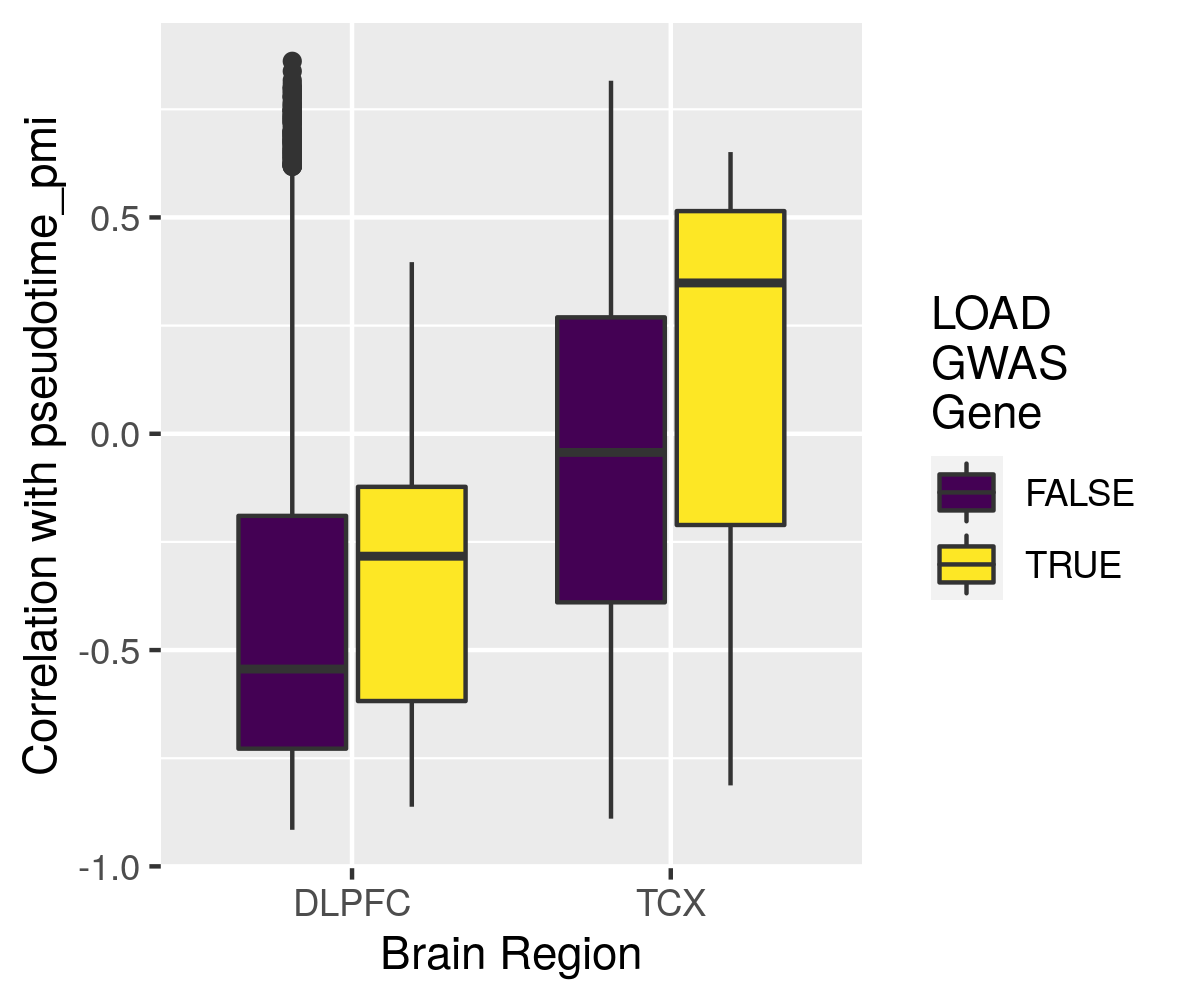 Correlation with pseudotime_pmi
0.5
0.0
-0.5
-1.0
DLPFC
TCX
Brain Region
LOAD
GWAS
Gene
FALSE
TRUE